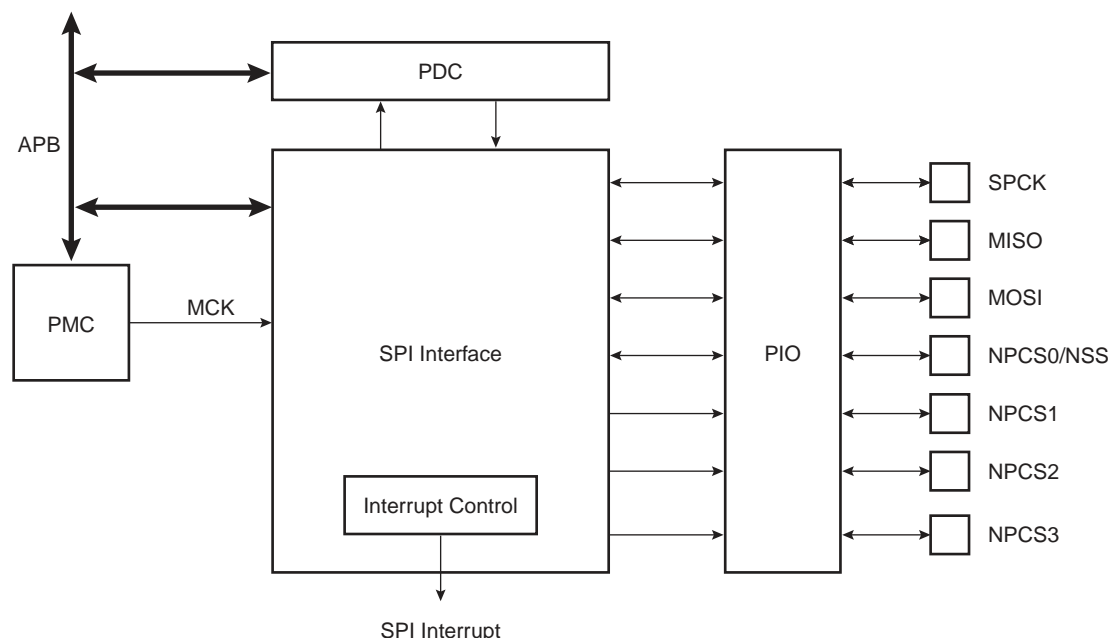 PDC
APB
SPCK
MISO
MCK
MOSI
PMC
SPI Interface
PIO
NPCS0/NSS
NPCS1
NPCS2
Interrupt Control
NPCS3
SPI Interrupt